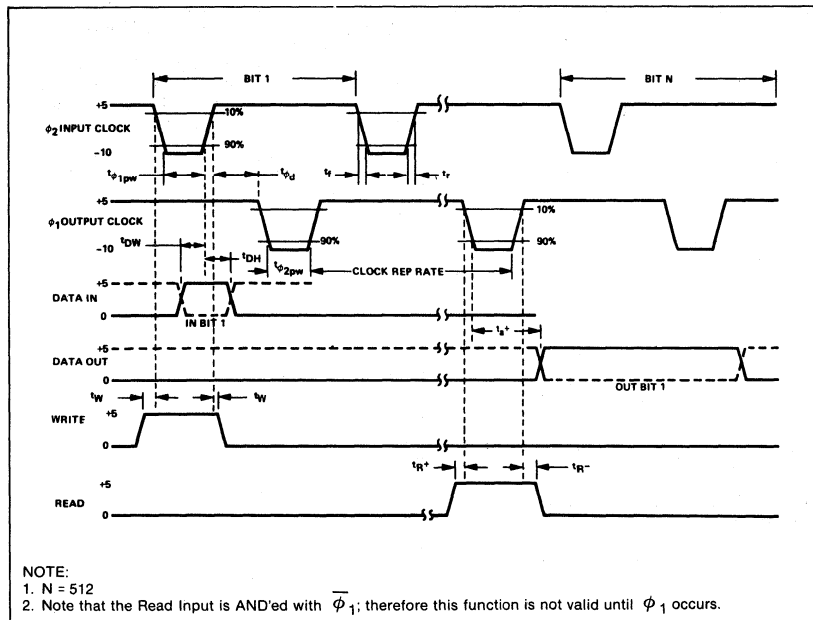 BIT 1
BIT N
+5
10%
ϕ2 INPUT CLOCK
90%
-10
tϕ1pw
tϕd
tf
tr
+5
ϕ1 OUTPUT CLOCK
10%
-10
90%
90%
tDW
tDH
tϕ2pw
CLOCK REP RATE
+5
DATA IN
0
IN BIT 1
ta+
+5
DATA OUT
0
OUT BIT 1
tW
tW
+5
WRITE
0
tR+
tR-
+5
READ
0
NOTE:
1. N = 512
2. Note that the Read Input is AND'ed with ϕ̅1; therefore this function is not valid until ϕ1 occurs.